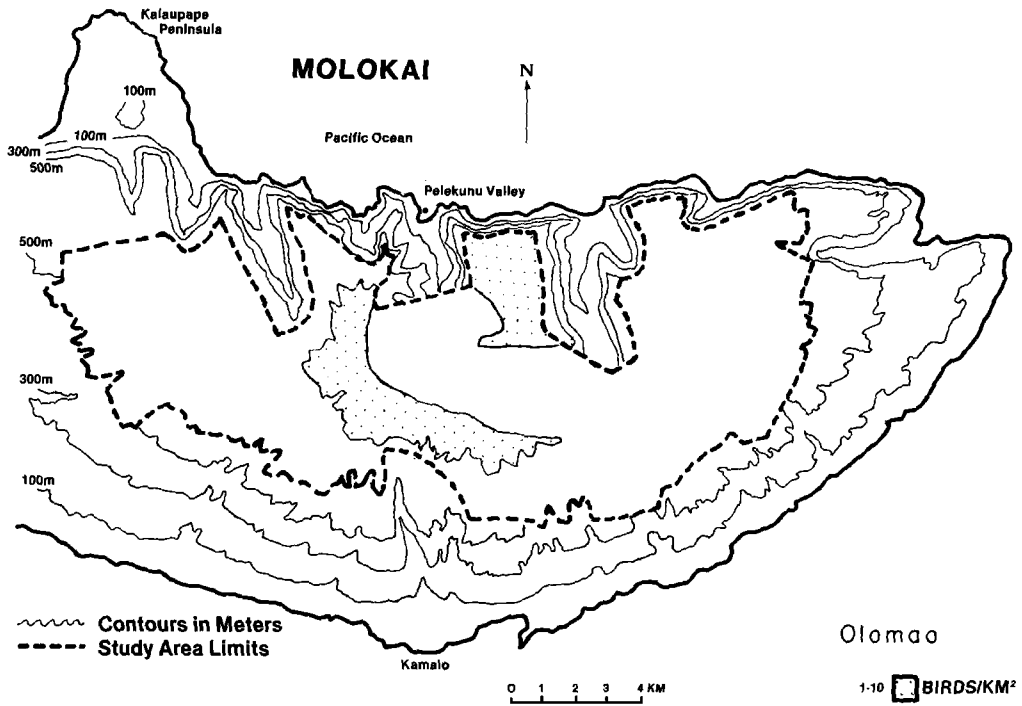 Kalaupape
Peninsula
MOLOKAI
N
100m
Pacific Ocean
100m
300m
500m
Pelekunu Valley
500m
300m
100m
Contours in Meters
Study Area Limits
Kamalo
Olomao
0 1 2 3 4 KM
1-10 BIRDS/KM²